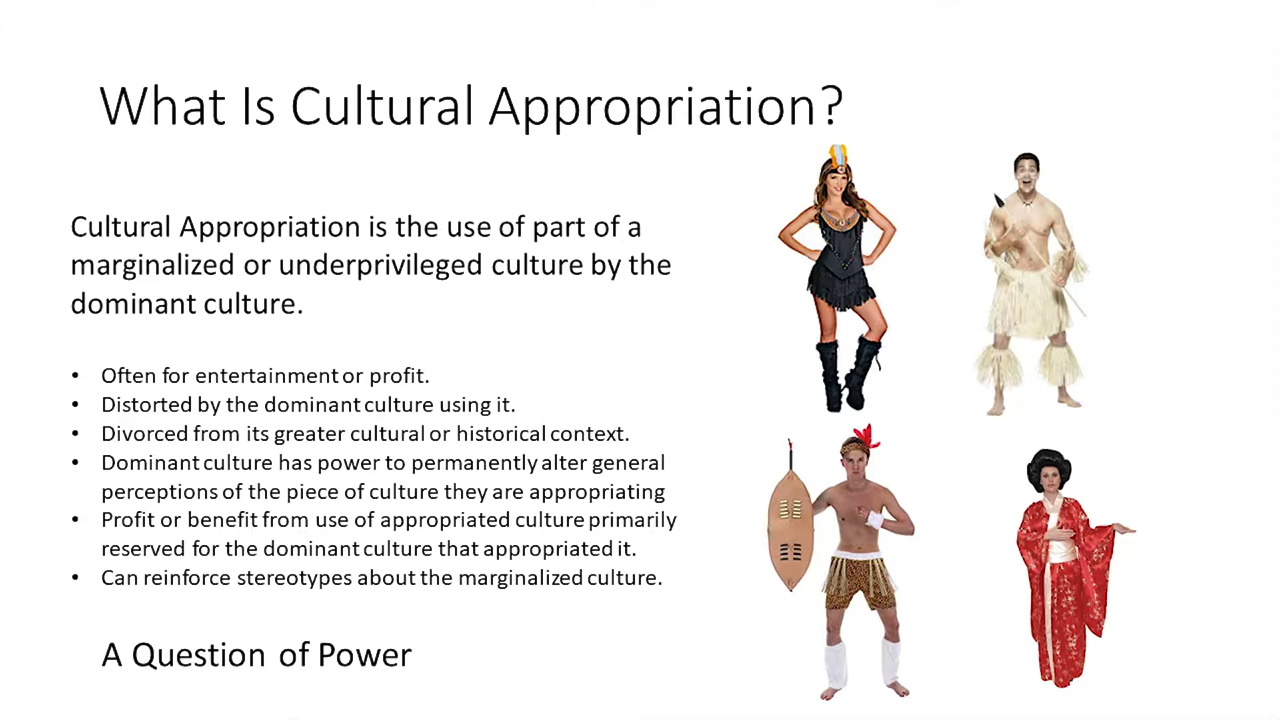 What Is Cultural Appropriation?
Cultural Appropriation is the use of part of a
marginalized or underprivileged culture by the
dominant culture.
• Often for entertainment or profit.
• Distorted by the dominant culture using it.
• Divorced from its greater cultural or historical context.
• Dominant culture has power to permanently alter general
perceptions of the piece of culture they are appropriating
• Profit or benefit from use of appropriated culture primarily
reserved for the dominant culture that appropriated it.
• Can reinforce stereotypes about the marginalized culture.
A Question of Power